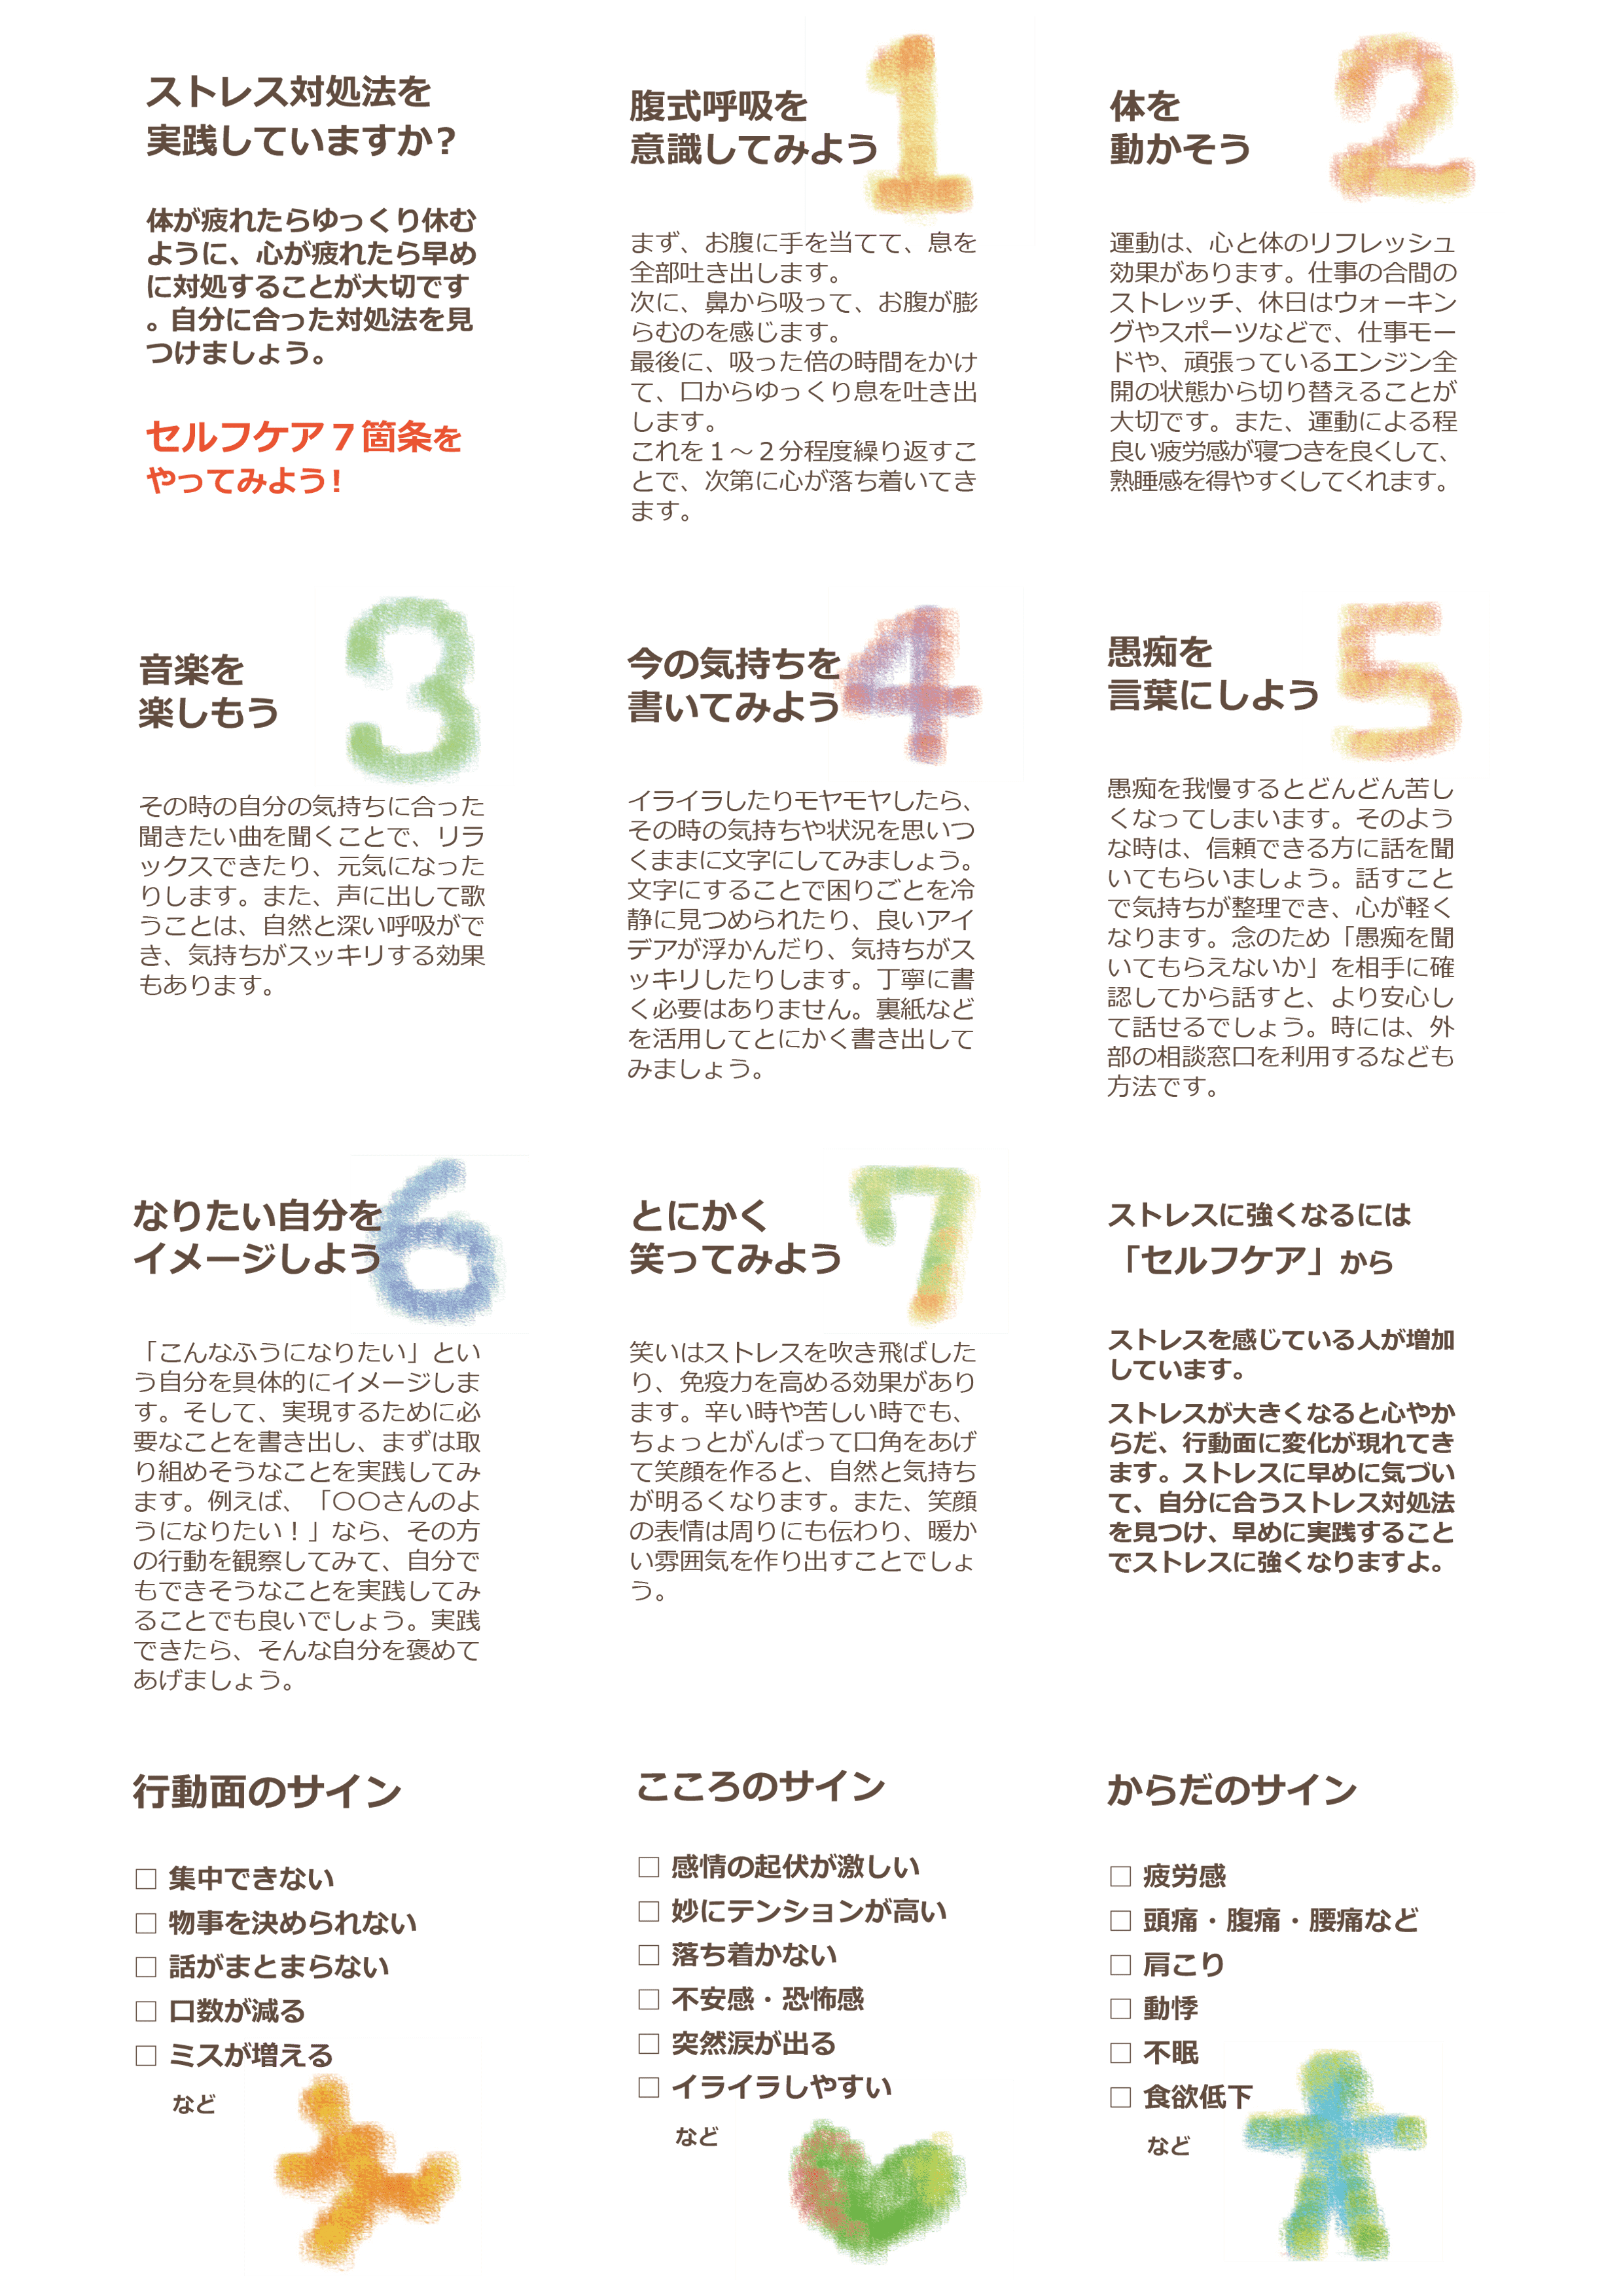 ストレス対処法を
実践していますか？
体が疲れたらゆっくり休む
ように、心が疲れたら早め
に対処することが大切です
。自分に合った対処法を見
つけましょう。
セルフケア７箇条を
やってみよう！
1
腹式呼吸を
意識してみよう
まず、お腹に手を当てて、息を
全部吐き出します。
次に、鼻から吸って、お腹が膨
らむのを感じます。
最後に、吸った倍の時間をかけ
て、口からゆっくり息を吐き出
します。
これを１～２分程度繰り返すこ
とで、次第に心が落ち着いてき
ます。
2
体を
動かそう
運動は、心と体のリフレッシュ
効果があります。仕事の合間の
ストレッチ、休日はウォーキン
グやスポーツなどで、仕事モー
ドや、頑張っているエンジン全
開の状態から切り替えることが
大切です。また、運動による程
良い疲労感が寝つきを良くして、
熟睡感を得やすくしてくれます。
3
音楽を
楽しもう
その時の自分の気持ちに合った
聞きたい曲を聞くことで、リラ
ックスできたり、元気になった
りします。また、声に出して歌
うことは、自然と深い呼吸がで
き、気持ちがスッキリする効果
もあります。
4
今の気持ちを
書いてみよう
イライラしたりモヤモヤしたら、
その時の気持ちや状況を思いつ
くままに文字にしてみましょう。
文字にすることで困りごとを冷
静に見つめられたり、良いアイ
デアが浮かんだり、気持ちがス
ッキリしたりします。丁寧に書
く必要はありません。裏紙など
を活用してとにかく書き出して
みましょう。
5
愚痴を
言葉にしよう
愚痴を我慢するとどんどん苦し
くなってしまいます。そのよう
な時は、信頼できる方に話を聞
いてもらいましょう。話すこと
で気持ちが整理でき、心が軽く
なります。念のため「愚痴を聞
いてもらえないか」を相手に確
認してから話すと、より安心し
て話せるでしょう。時には、外
部の相談窓口を利用するなども
方法です。
6
なりたい自分を
イメージしよう
「こんなふうになりたい」とい
う自分を具体的にイメージしま
す。そして、実現するために必
要なことを書き出し、まずは取
り組めそうなことを実践してみ
ます。例えば、「〇〇さんのよ
うになりたい！」なら、その方
の行動を観察してみて、自分で
もできそうなことを実践してみ
ることでも良いでしょう。実践
できたら、そんな自分を褒めて
あげましょう。
7
とにかく
笑ってみよう
笑いはストレスを吹き飛ばした
り、免疫力を高める効果があり
ます。辛い時や苦しい時でも、
ちょっとがんばって口角をあげ
て笑顔を作ると、自然と気持ち
が明るくなります。また、笑顔
の表情は周りにも伝わり、暖か
い雰囲気を作り出すことでしょ
う。
ストレスに強くなるには
「セルフケア」から
ストレスを感じている人が増加
しています。
ストレスが大きくなると心やか
らだ、行動面に変化が現れてき
ます。ストレスに早めに気づい
て、自分に合うストレス対処法
を見つけ、早めに実践すること
でストレスに強くなりますよ。
行動面のサイン
□ 集中できない
□ 物事を決められない
□ 話がまとまらない
□ 口数が減る
□ ミスが増える
など
こころのサイン
□ 感情の起伏が激しい
□ 妙にテンションが高い
□ 落ち着かない
□ 不安感・恐怖感
□ 突然涙が出る
□ イライラしやすい
など
からだのサイン
□ 疲労感
□ 頭痛・腹痛・腰痛など
□ 肩こり
□ 動悸
□ 不眠
□ 食欲低下
など